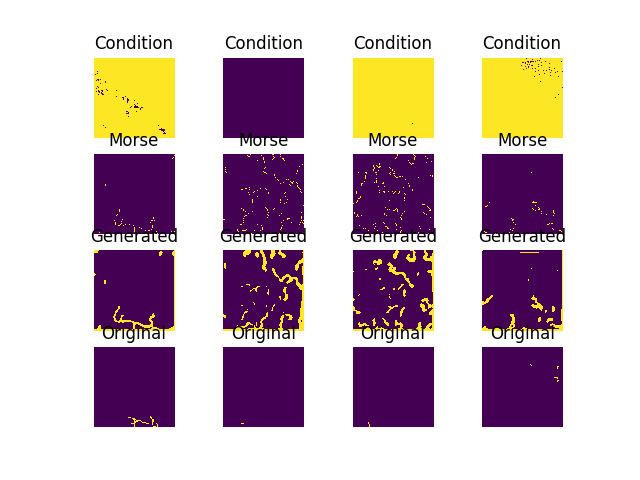 Condition Condition Condition Condition
Morse Morse Morse Morse
Generated Generated Generated Generated
Original Original Original Original